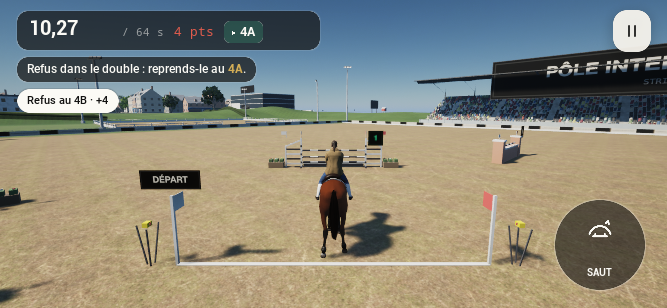 10,27 / 64 s 4 pts ▸ 4A
Refus dans le double : reprends-le au 4A.
Refus au 4B · +4
PÔLE INTE
DÉPART
SAUT